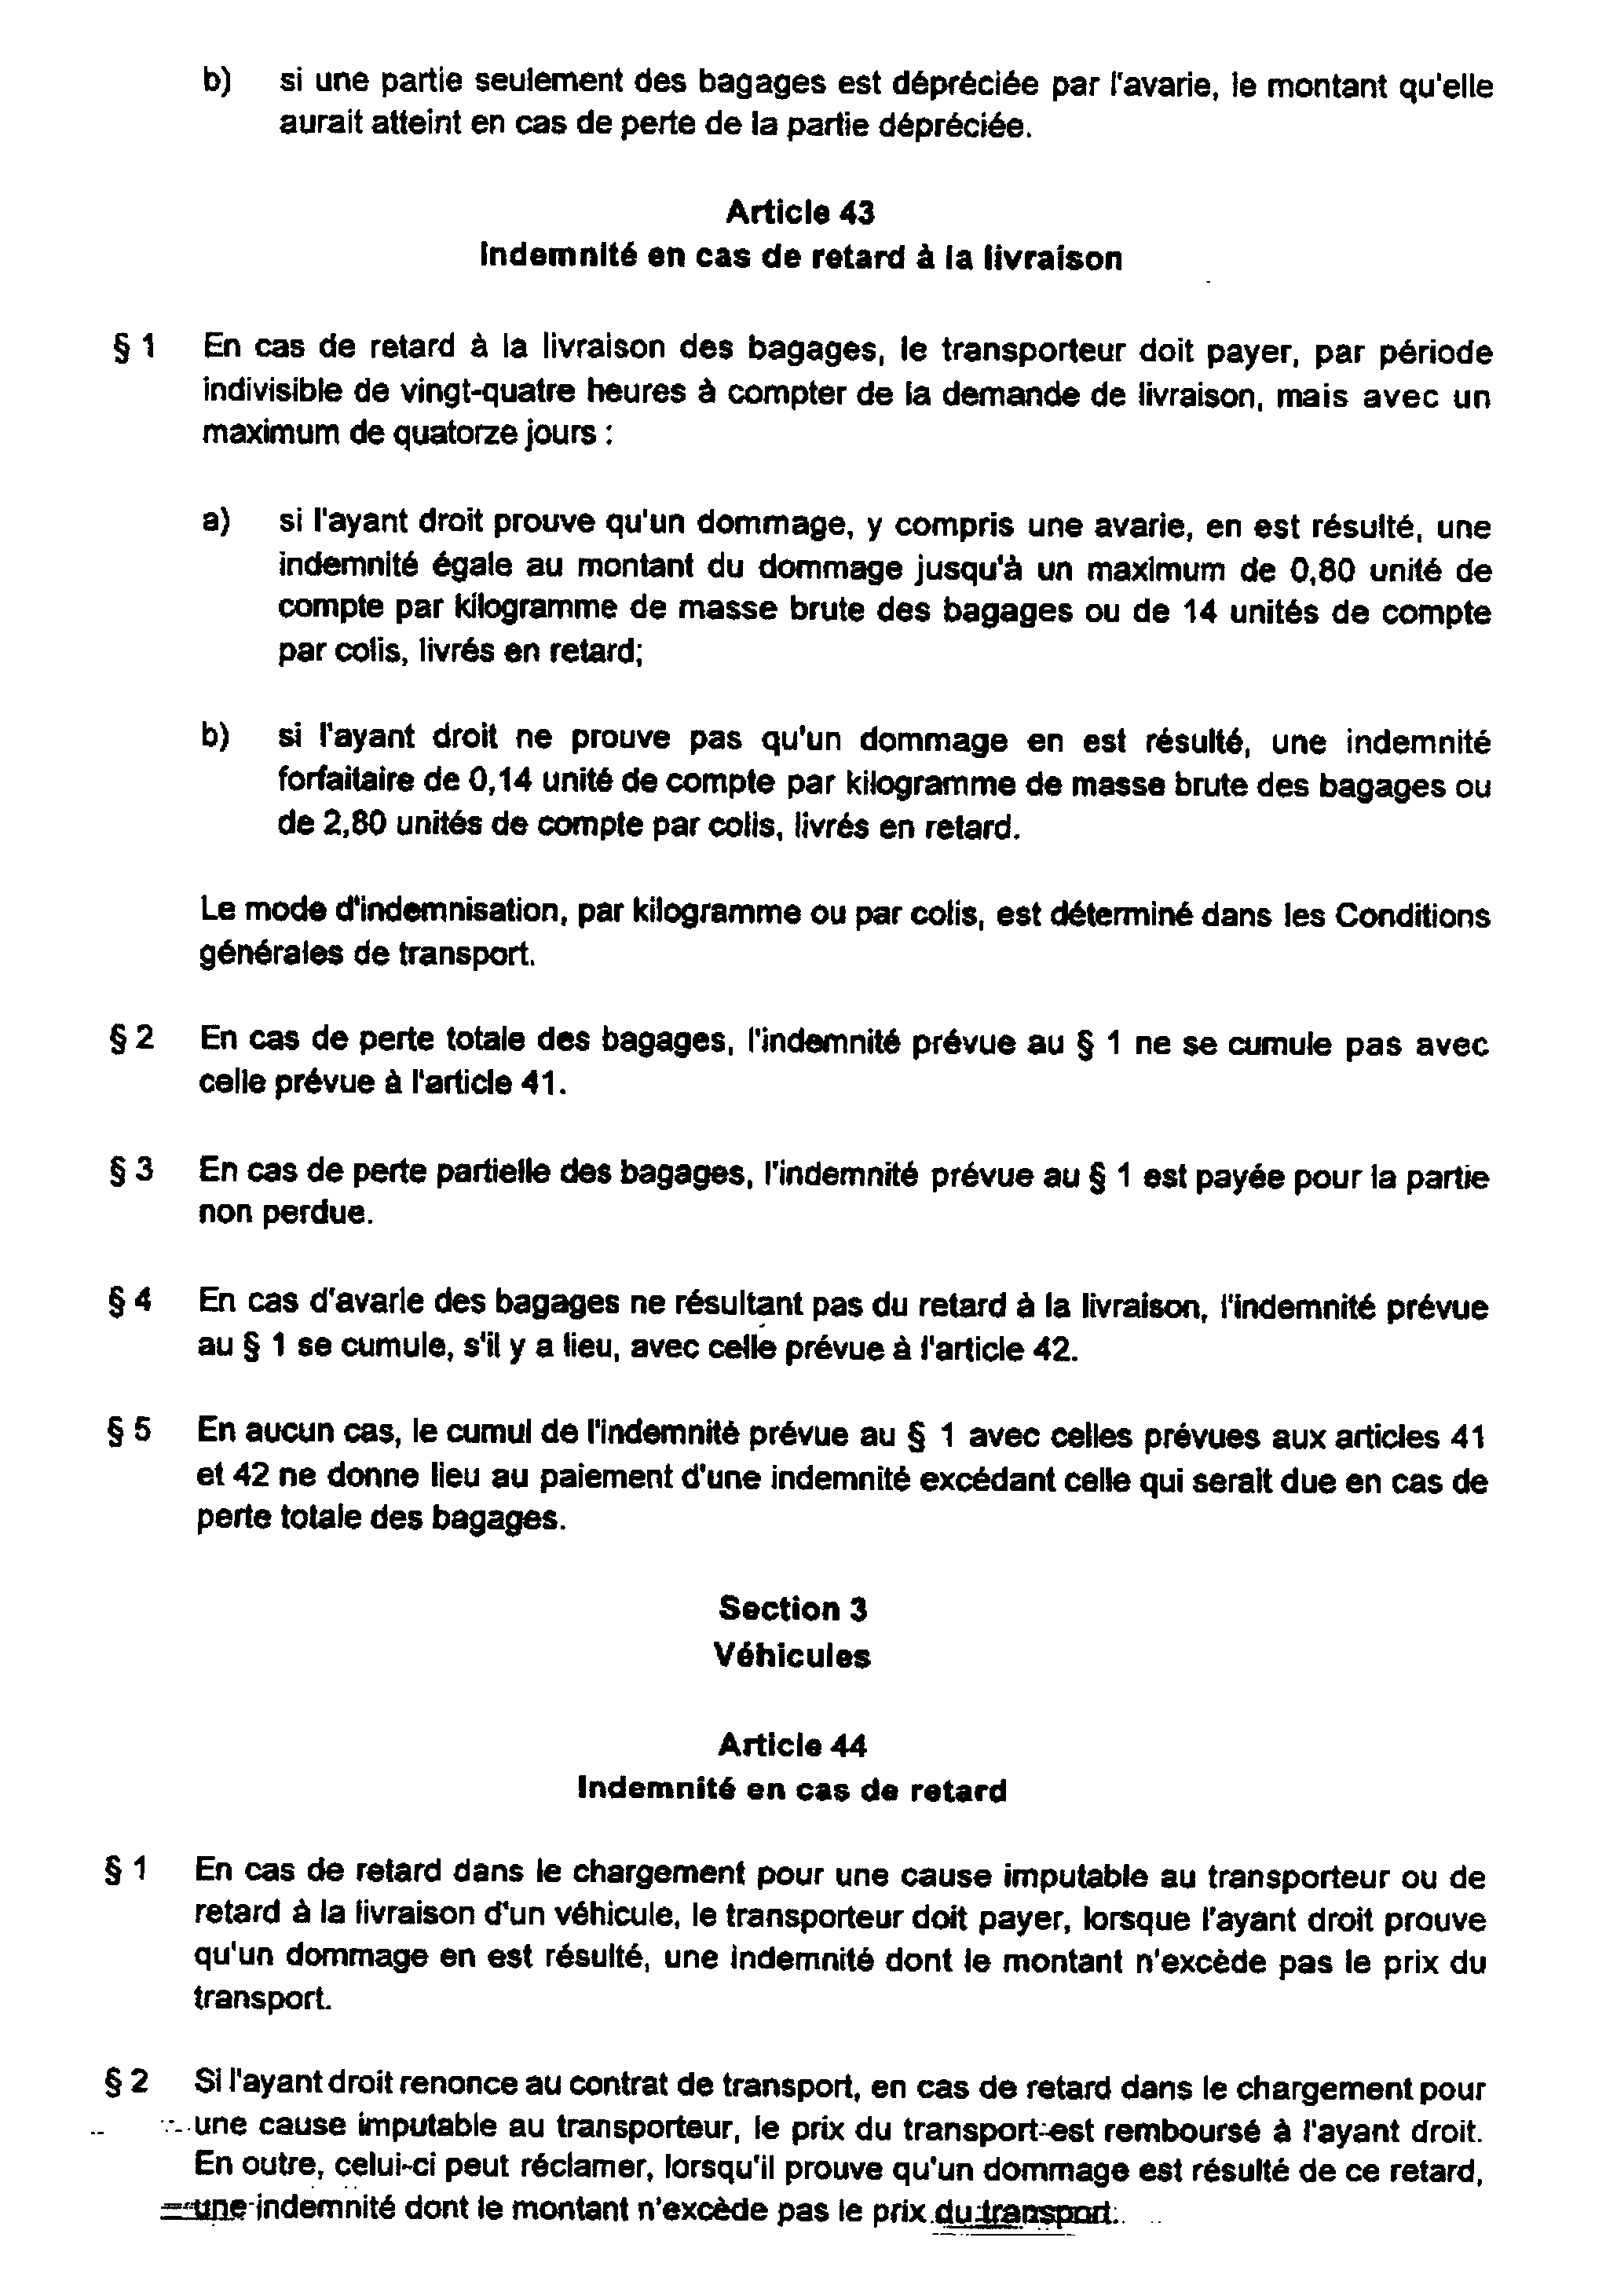 b) si une partie seulement des bagages est dépréciée par l'avarie, le montant qu'elle
aurait atteint en cas de perte de la partie dépréciée.
Article 43
Indemnité en cas de retard à la livraison
§ 1 En cas de retard à la livraison des bagages, le transporteur doit payer, par période
indivisible de vingt-quatre heures à compter de la demande de livraison, mais avec un
maximum de quatorze jours :
a) si l'ayant droit prouve qu'un dommage, y compris une avarie, en est résulté, une
indemnité égale au montant du dommage jusqu'à un maximum de 0,80 unité de
compte par kilogramme de masse brute des bagages ou de 14 unités de compte
par colis, livrés en retard;
b) si l'ayant droit ne prouve pas qu'un dommage en est résulté, une indemnité
forfaitaire de 0,14 unité de compte par kilogramme de masse brute des bagages ou
de 2,80 unités de compte par colis, livrés en retard.
Le mode d'indemnisation, par kilogramme ou par colis, est déterminé dans les Conditions
générales de transport.
§ 2 En cas de perte totale des bagages, l'indemnité prévue au § 1 ne se cumule pas avec
celle prévue à l'article 41.
§ 3 En cas de perte partielle des bagages, l'indemnité prévue au § 1 est payée pour la partie
non perdue.
§ 4 En cas d'avarie des bagages ne résultant pas du retard à la livraison, l'indemnité prévue
au § 1 se cumule, s'il y a lieu, avec celle prévue à l'article 42.
§ 5 En aucun cas, le cumul de l'indemnité prévue au § 1 avec celles prévues aux articles 41
et 42 ne donne lieu au paiement d'une indemnité excédant celle qui serait due en cas de
perte totale des bagages.
Section 3
Véhicules
Article 44
Indemnité en cas de retard
§ 1 En cas de retard dans le chargement pour une cause imputable au transporteur ou de
retard à la livraison d'un véhicule, le transporteur doit payer, lorsque l'ayant droit prouve
qu'un dommage en est résulté, une indemnité dont le montant n'excède pas le prix du
transport.
§ 2 Si l'ayant droit renonce au contrat de transport, en cas de retard dans le chargement pour
une cause imputable au transporteur, le prix du transport est remboursé à l'ayant droit.
En outre, celui-ci peut réclamer, lorsqu'il prouve qu'un dommage est résulté de ce retard,
une indemnité dont le montant n'excède pas le prix du transport.